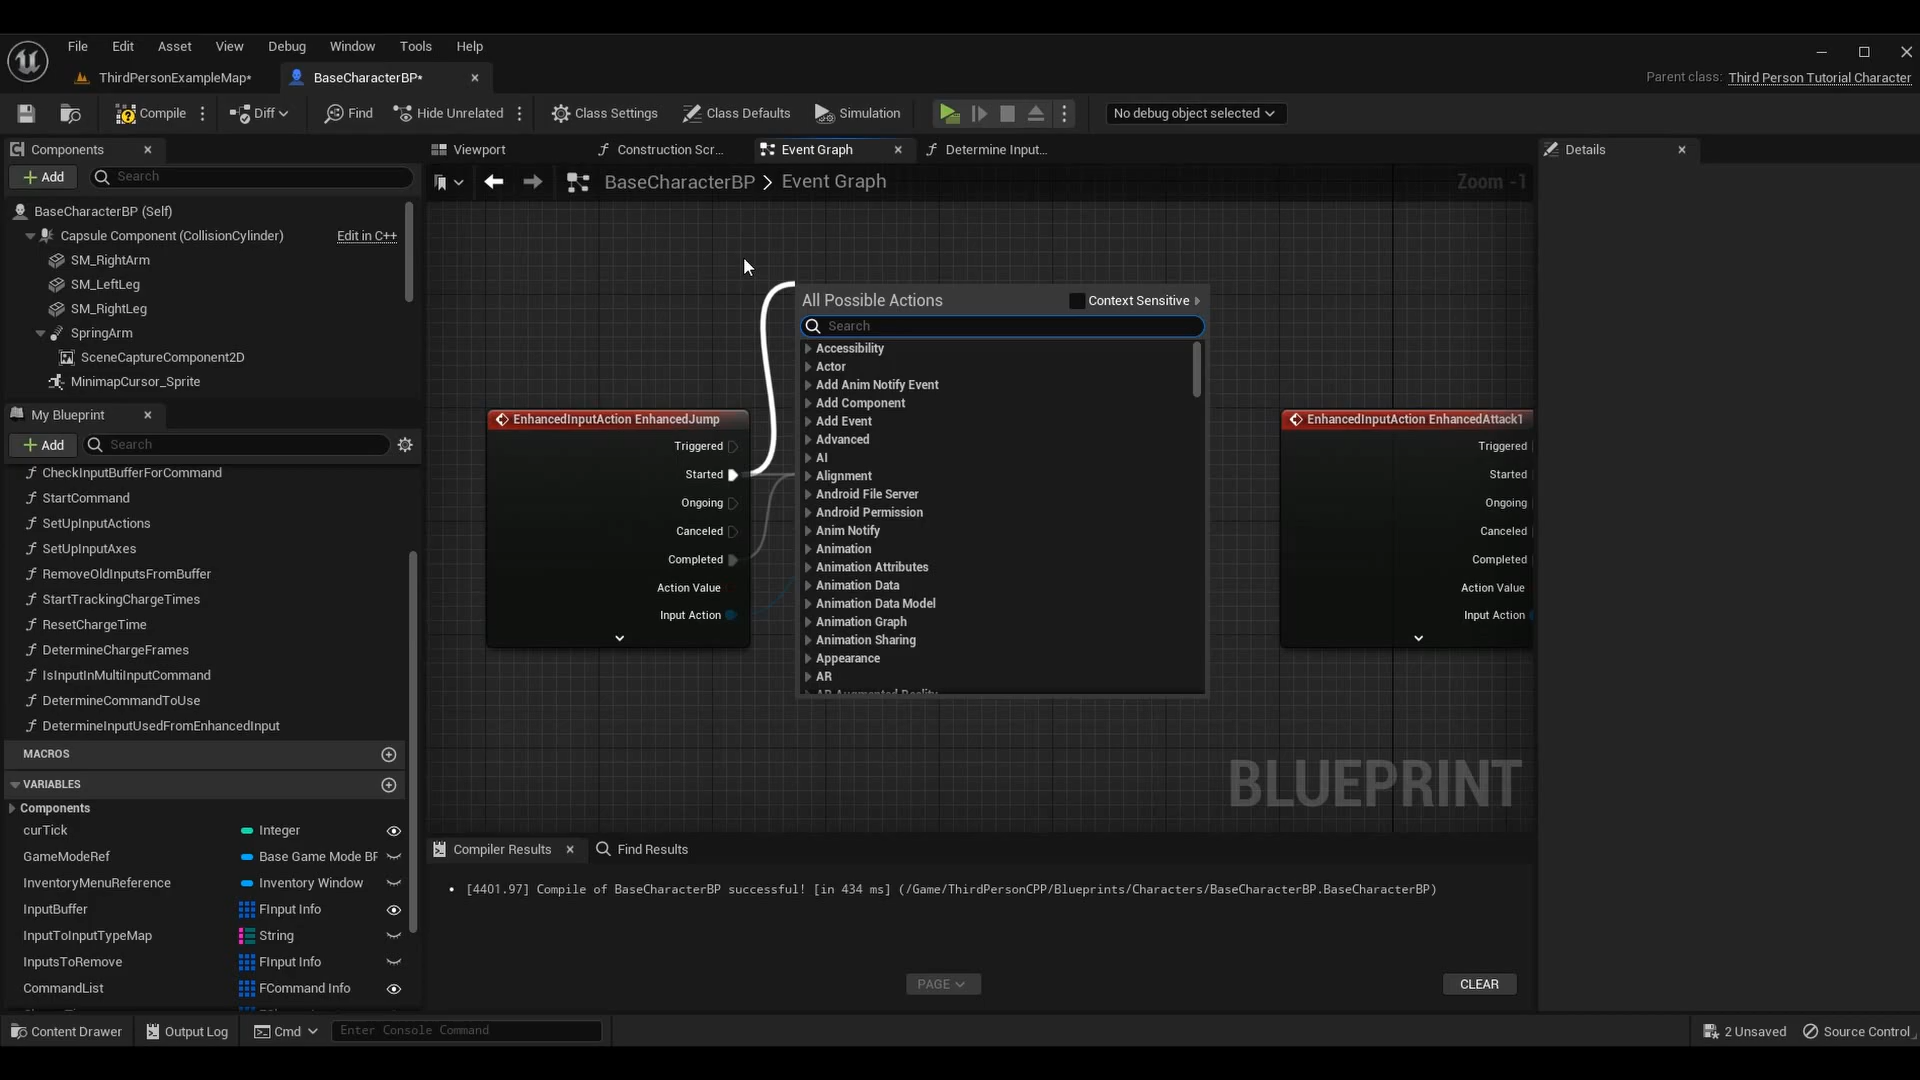 File Edit Asset View Debug Window Tools Help
ThirdPersonExampleMap* BaseCharacterBP*
Parent class: Third Person Tutorial Character
Compile Diff Find Hide Unrelated Class Settings Class Defaults Simulation No debug object selected
Components
Add Search
BaseCharacterBP (Self)
Capsule Component (CollisionCylinder) Edit in C++
SM_RightArm
SM_LeftLeg
SM_RightLeg
SpringArm
SceneCaptureComponent2D
MinimapCursor_Sprite
My Blueprint
Add Search
CheckInputBufferForCommand
StartCommand
SetUpInputActions
SetUpInputAxes
RemoveOldInputsFromBuffer
StartTrackingChargeTimes
ResetChargeTime
DetermineChargeFrames
IsInputInMultiInputCommand
DetermineCommandToUse
DetermineInputUsedFromEnhancedInput
MACROS
VARIABLES
Components
curTick Integer
GameModeRef Base Game Mode BP
InventoryMenuReference Inventory Window
InputBuffer FInput Info
InputToInputTypeMap String
InputsToRemove FInput Info
CommandList FCommand Info
Viewport Construction Scr... Event Graph Determine Input...
BaseCharacterBP > Event Graph
Zoom -1
EnhancedInputAction EnhancedJump
Triggered
Started
Ongoing
Canceled
Completed
Action Value
Input Action
All Possible Actions Context Sensitive
Search
Accessibility
Actor
Add Anim Notify Event
Add Component
Add Event
Advanced
AI
Alignment
Android File Server
Android Permission
Anim Notify
Animation
Animation Attributes
Animation Data
Animation Data Model
Animation Graph
Animation Sharing
Appearance
AR
AR Augmented Reality
EnhancedInputAction EnhancedAttack1
Triggered
Started
Ongoing
Canceled
Completed
Action Value
Input Action
BLUEPRINT
Details
Compiler Results Find Results
[4401.97] Compile of BaseCharacterBP successful! [in 434 ms] (/Game/ThirdPersonCPP/Blueprints/Characters/BaseCharacterBP.BaseCharacterBP)
PAGE
CLEAR
Content Drawer Output Log Cmd Enter Console Command
2 Unsaved Source Control